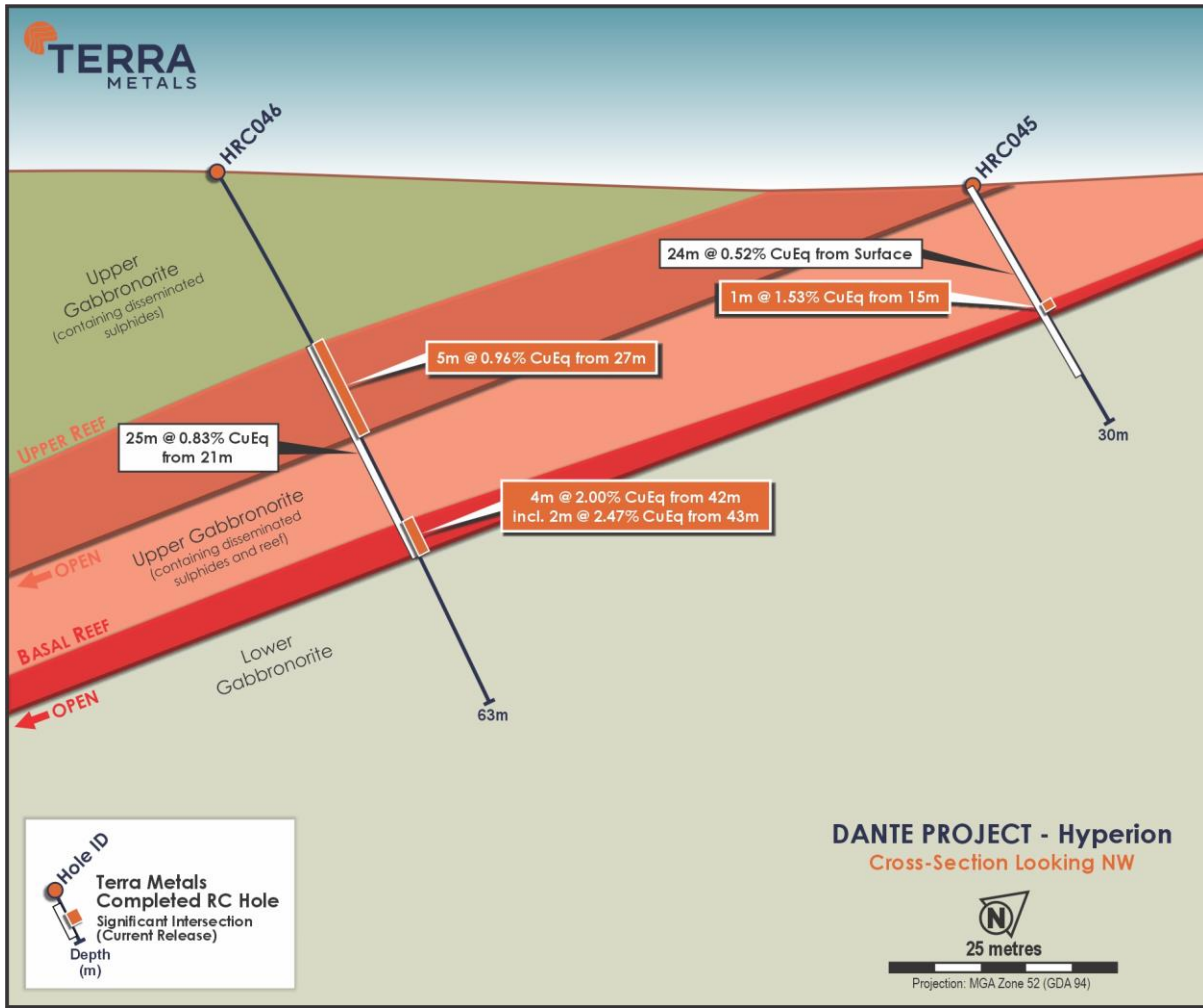 TERRA
METALS
HRC046
HRC045
Upper
Gabbronorite
(containing disseminated
sulphides)
24m @ 0.52% CuEq from Surface
1m @ 1.53% CuEq from 15m
5m @ 0.96% CuEq from 27m
UPPER REEF
25m @ 0.83% CuEq
from 21m
30m
4m @ 2.00% CuEq from 42m
incl. 2m @ 2.47% CuEq from 43m
Upper Gabbronorite
(containing disseminated
sulphides and reef)
OPEN
BASAL REEF
Lower
Gabbronorite
OPEN
63m
Hole ID
Terra Metals
Completed RC Hole
Significant Intersection
(Current Release)
Depth
(m)
DANTE PROJECT - Hyperion
Cross-Section Looking NW
N
25 metres
Projection: MGA Zone 52 (GDA 94)